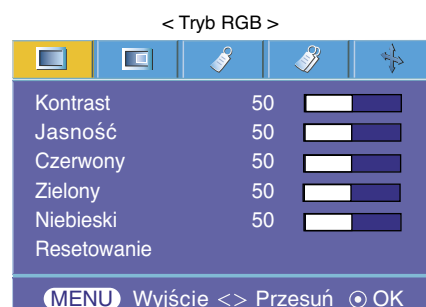 < Tryb RGB >
Kontrast 50
Jasność 50
Czerwony 50
Zielony 50
Niebieski 50
Resetowanie
MENU Wyjście <> Przesuń ⊙ OK